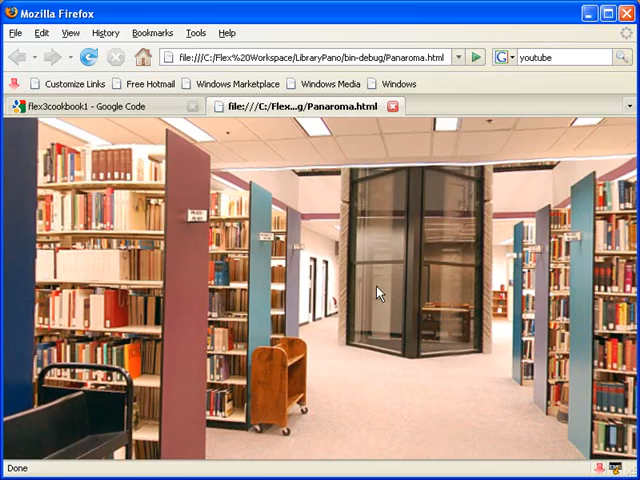 Mozilla Firefox
File Edit View History Bookmarks Tools Help
file:///C:/Flex%20Workspace/LibraryPano/bin-debug/Panaroma.html
youtube
Customize Links Free Hotmail Windows Marketplace Windows Media Windows
flex3cookbook1 - Google Code file:///C:/Flex...g/Panaroma.html
Done